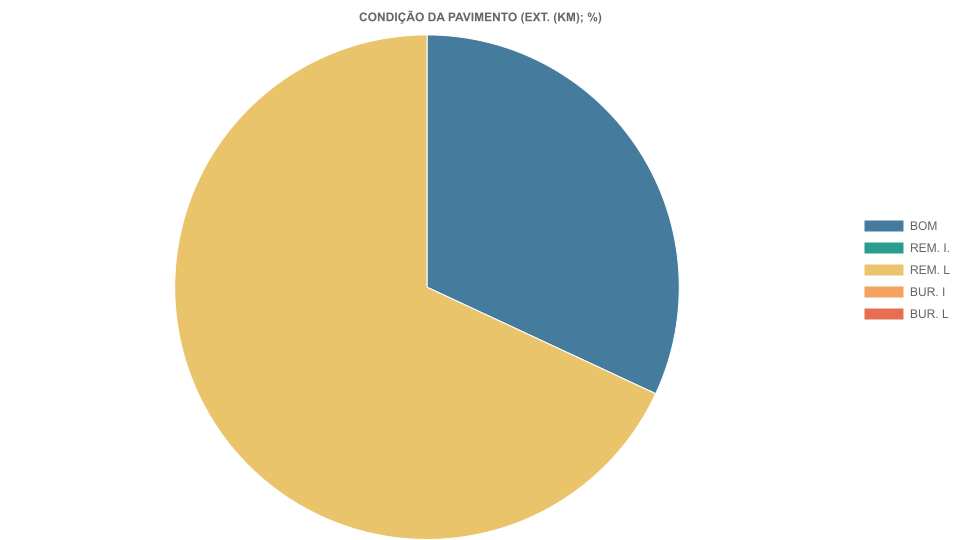 CONDIÇÃO DA PAVIMENTO (EXT. (KM); %)
BOM
REM. I.
REM. L
BUR. I
BUR. L